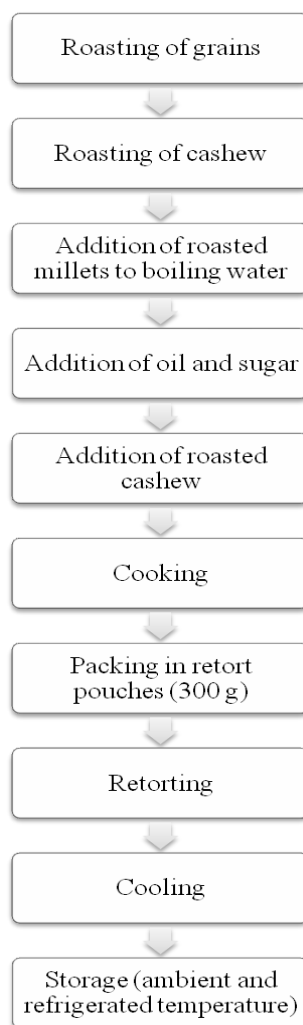 Roasting of grains
Roasting of cashew
Addition of roasted
millets to boiling water
Addition of oil and sugar
Addition of roasted
cashew
Cooking
Packing in retort
pouches (300 g)
Retorting
Cooling
Storage (ambient and
refrigerated temperature)